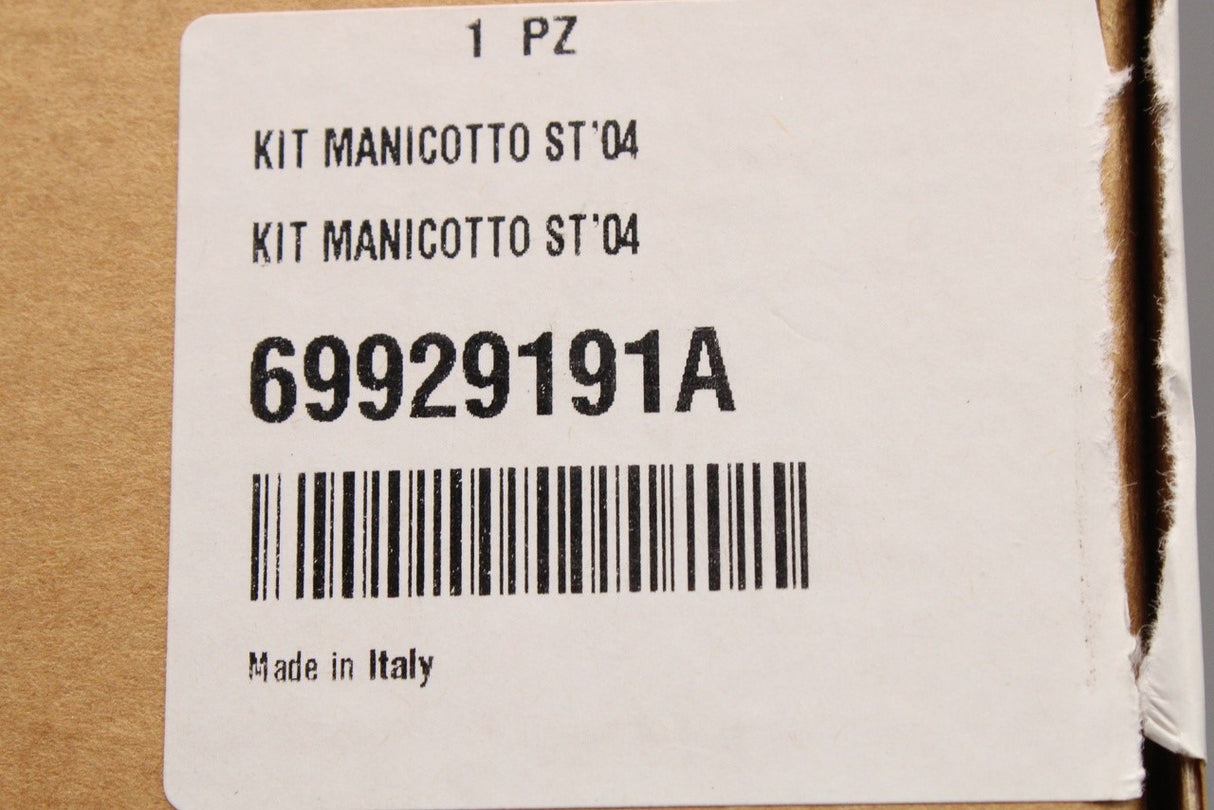 1 PZ
KIT MANICOTTO ST'04
KIT MANICOTTO ST'04
69929191A
Made in Italy